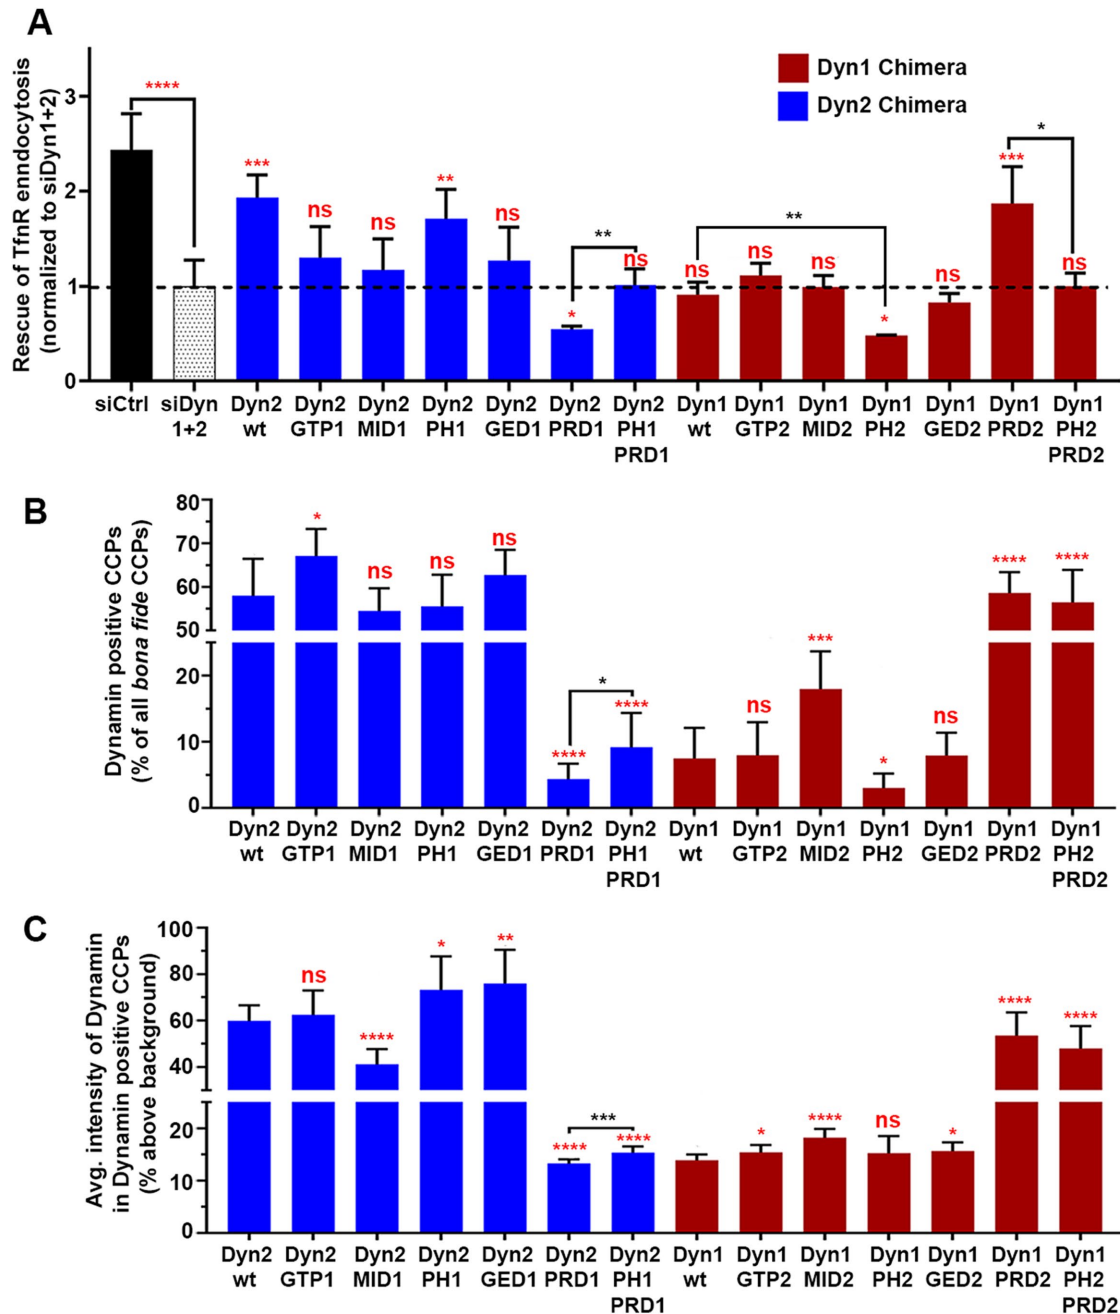 A
Rescue of TfnR enndocytosis
(normalized to siDyn1+2)
3
2
1
0
Dyn1 Chimera
Dyn2 Chimera
****
***
ns
ns
**
ns
*
**
ns
ns
**
ns
ns
*
ns
***
*
ns
siCtrl
siDyn
1+2
Dyn2
wt
Dyn2
GTP1
Dyn2
MID1
Dyn2
PH1
Dyn2
GED1
Dyn2
PRD1
Dyn2
PH1
PRD1
Dyn1
wt
Dyn1
GTP2
Dyn1
MID2
Dyn1
PH2
Dyn1
GED2
Dyn1
PRD2
Dyn1
PH2
PRD2
B
Dynamin positive CCPs
(% of all bona fide CCPs)
80
70
60
50
20
10
0
*
ns
ns
ns
****
*
****
ns
***
*
ns
****
****
Dyn2
wt
Dyn2
GTP1
Dyn2
MID1
Dyn2
PH1
Dyn2
GED1
Dyn2
PRD1
Dyn2
PH1
PRD1
Dyn1
wt
Dyn1
GTP2
Dyn1
MID2
Dyn1
PH2
Dyn1
GED2
Dyn1
PRD2
Dyn1
PH2
PRD2
C
Avg. intensity of Dynamin
in Dynamin positive CCPs
(% above background)
100
80
60
40
20
10
0
ns
****
*
**
****
***
****
*
****
ns
*
****
****
Dyn2
wt
Dyn2
GTP1
Dyn2
MID1
Dyn2
PH1
Dyn2
GED1
Dyn2
PRD1
Dyn2
PH1
PRD1
Dyn1
wt
Dyn1
GTP2
Dyn1
MID2
Dyn1
PH2
Dyn1
GED2
Dyn1
PRD2
Dyn1
PH2
PRD2